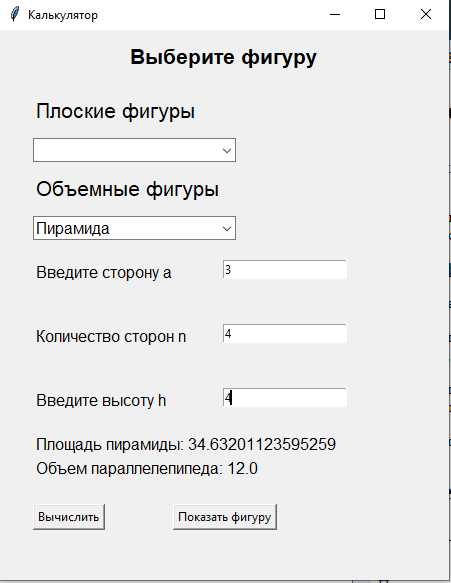 Калькулятор
Выберите фигуру
Плоские фигуры
Объемные фигуры
Пирамида
Введите сторону a 3
Количество сторон n 4
Введите высоту h 4
Площадь пирамиды: 34.63201123595259
Объем параллелепипеда: 12.0
Вычислить Показать фигуру